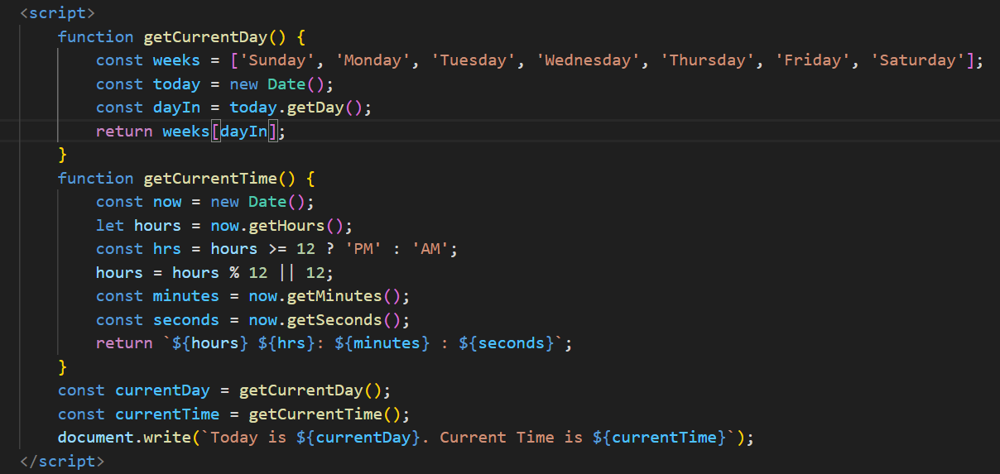 <script>
function getCurrentDay() {
const weeks = ['Sunday', 'Monday', 'Tuesday', 'Wednesday', 'Thursday', 'Friday', 'Saturday'];
const today = new Date();
const dayIn = today.getDay();
return weeks[dayIn];
}
function getCurrentTime() {
const now = new Date();
let hours = now.getHours();
const hrs = hours >= 12 ? 'PM' : 'AM';
hours = hours % 12 || 12;
const minutes = now.getMinutes();
const seconds = now.getSeconds();
return `${hours} ${hrs}: ${minutes} : ${seconds}`;
}
const currentDay = getCurrentDay();
const currentTime = getCurrentTime();
document.write(`Today is ${currentDay}. Current Time is ${currentTime}`);
</script>